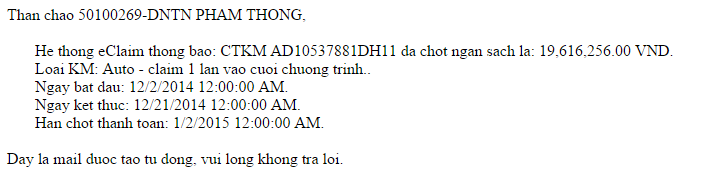 Than chao 50100269-DNTN PHAM THONG,
He thong eClaim thong bao: CTKM AD10537881DH11 da chot ngan sach la: 19,616,256.00 VND.
Loai KM: Auto - claim 1 lan vao cuoi chuong trinh..
Ngay bat dau: 12/2/2014 12:00:00 AM.
Ngay ket thuc: 12/21/2014 12:00:00 AM.
Han chot thanh toan: 1/2/2015 12:00:00 AM.
Day la mail duoc tao tu dong, vui long khong tra loi.